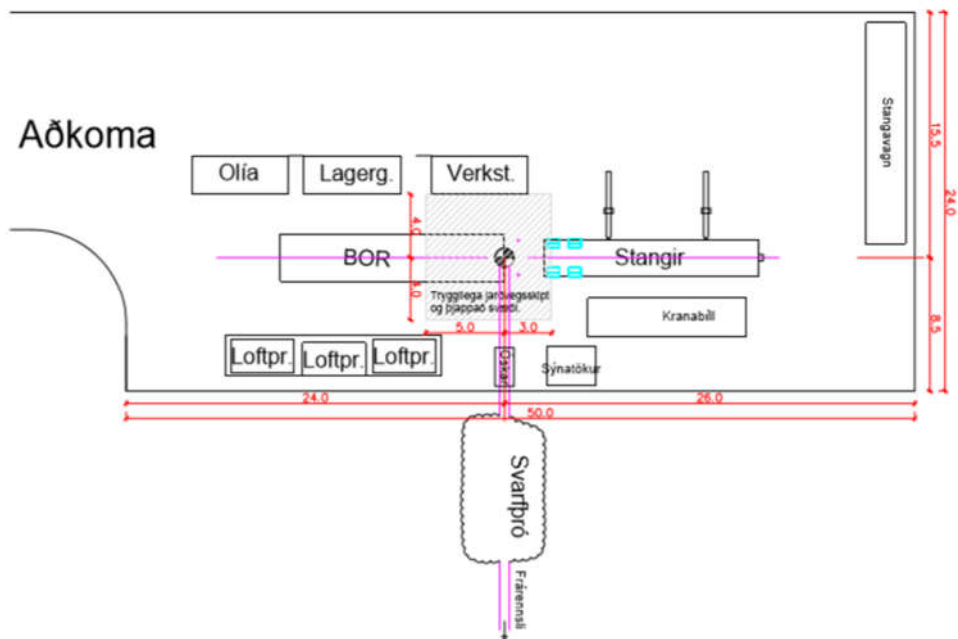 Aðkoma
Olía
Lagerg.
Verkst.
Stangavagn
15.5
24.0
4.0
BOR
Stangir
4.0
Tryggilega jarðvegsskipt
og þjappað svæði.
5.0
3.0
Kranabíll
8.5
Loftpr.
Loftpr.
Loftpr.
Sýnatökur
24.0
26.0
50.0
Svarfþró
Frárennsli